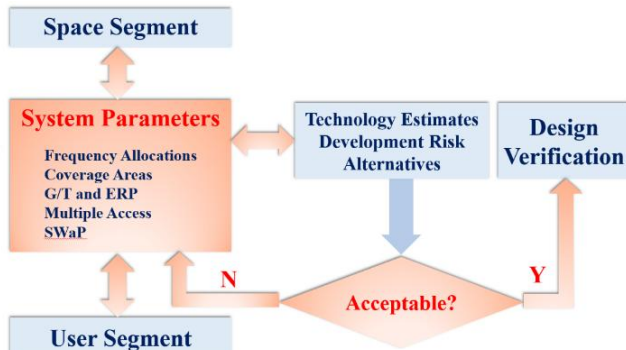 Space Segment
System Parameters
Frequency Allocations
Coverage Areas
G/T and ERP
Multiple Access
SWaP
Technology Estimates
Development Risk
Alternatives
Design
Verification
N
Y
Acceptable?
User Segment